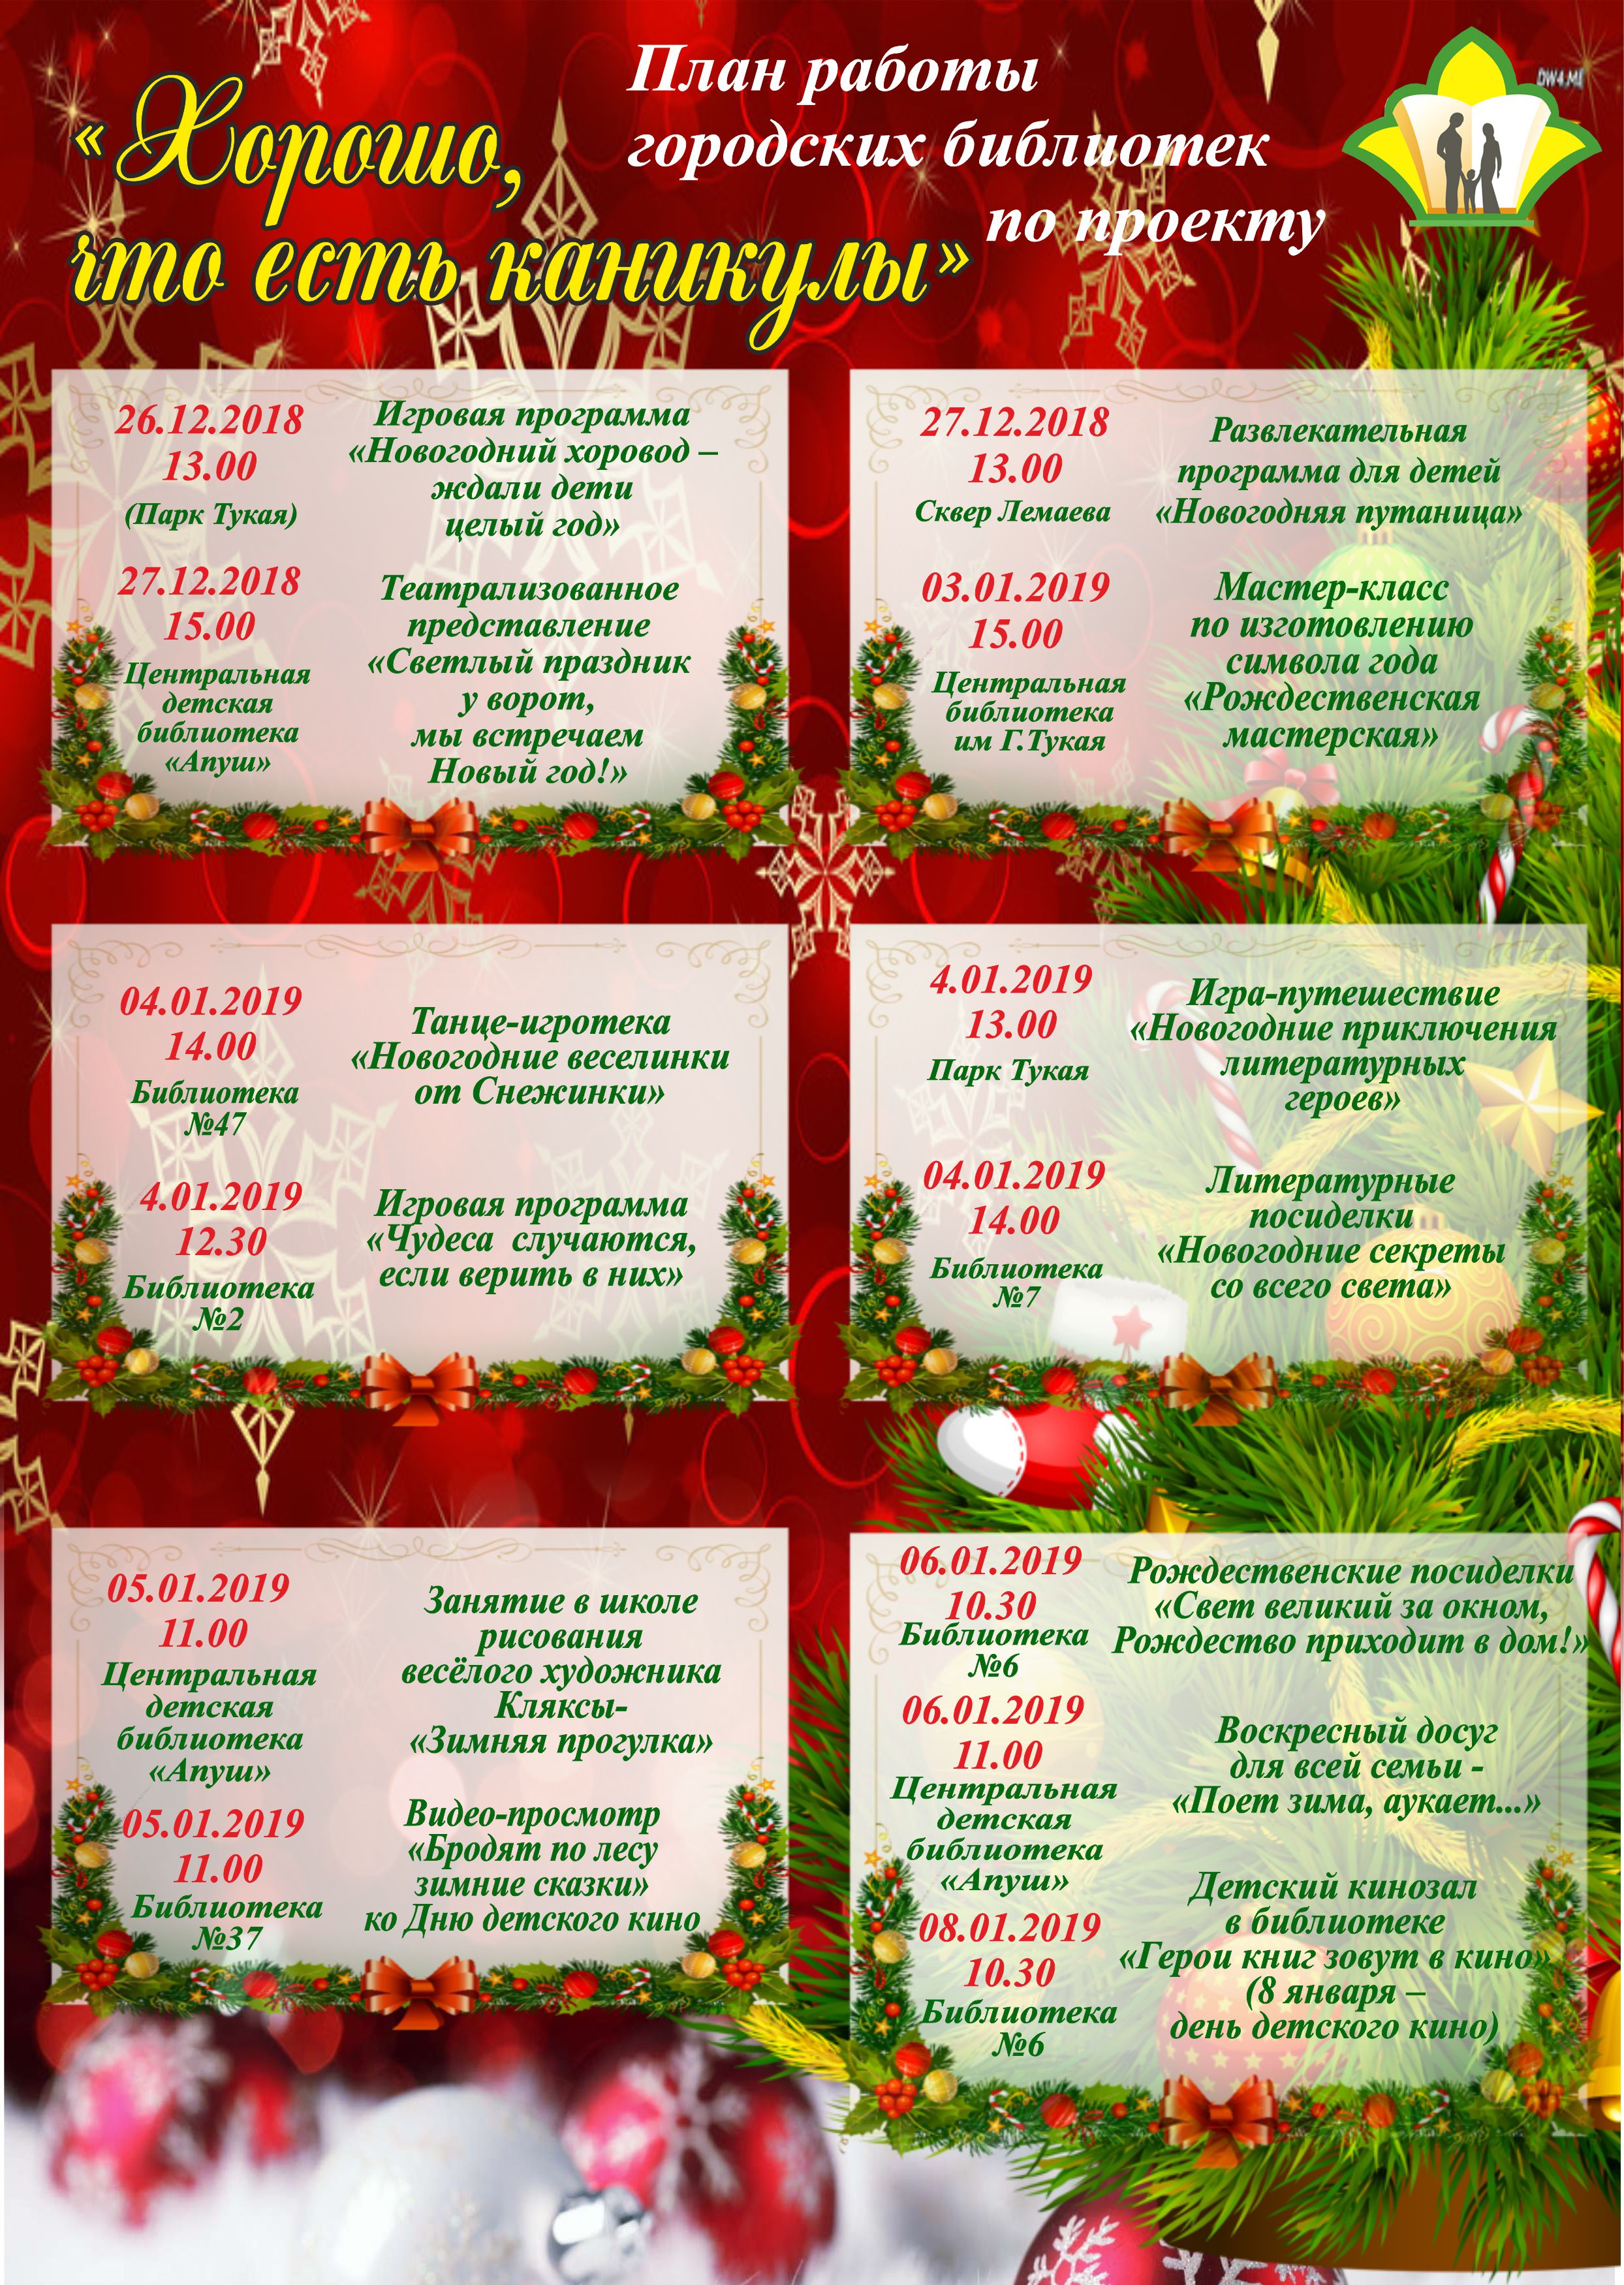 План работы
городских библиотек
по проекту
«Хорошо,
что есть каникулы»
DW4.ME
26.12.2018
13.00
(Парк Тукая)
Игровая программа
«Новогодний хоровод –
ждали дети
целый год»
27.12.2018
15.00
Центральная
детская
библиотека
«Апуш»
Театрализованное
представление
«Светлый праздник
у ворот,
мы встречаем
Новый год!»
27.12.2018
13.00
Сквер Лемаева
Развлекательная
программа для детей
«Новогодняя путаница»
03.01.2019
15.00
Центральная
библиотека
им Г.Тукая
Мастер-класс
по изготовлению
символа года
«Рождественская
мастерская»
04.01.2019
14.00
Библиотека
№47
Танце-игротека
«Новогодние веселинки
от Снежинки»
4.01.2019
12.30
Библиотека
№2
Игровая программа
«Чудеса случаются,
если верить в них»
4.01.2019
13.00
Парк Тукая
Игра-путешествие
«Новогодние приключения
литературных
героев»
04.01.2019
14.00
Библиотека
№7
Литературные
посиделки
«Новогодние секреты
со всего света»
05.01.2019
11.00
Центральная
детская
библиотека
«Апуш»
Занятие в школе
рисования
весёлого художника
Кляксы-
«Зимняя прогулка»
05.01.2019
11.00
Библиотека
№37
Видео-просмотр
«Бродят по лесу
зимние сказки»
ко Дню детского кино
06.01.2019
10.30
Библиотека
№6
Рождественские посиделки
«Свет великий за окном,
Рождество приходит в дом!»
06.01.2019
11.00
Центральная
детская
библиотека
«Апуш»
Воскресный досуг
для всей семьи -
«Поет зима, аукает...»
08.01.2019
10.30
Библиотека
№6
Детский кинозал
в библиотеке
«Герои книг зовут в кино»
(8 января –
день детского кино)